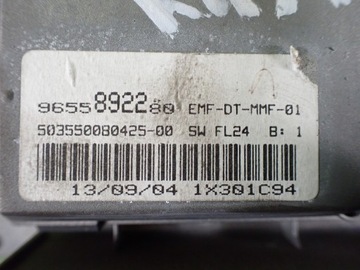 9655892280 EMF-DT-MMF-01
503550080425-00 SW FL24 B: 1
13/09/04 1X301C94